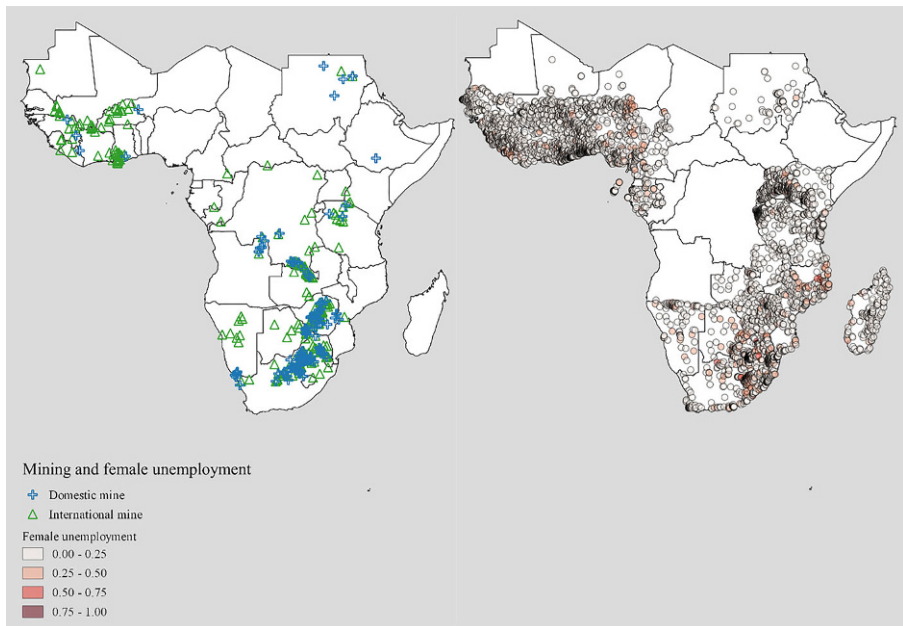 Mining and female unemployment
Domestic mine
International mine
Female unemployment
0.00 - 0.25
0.25 - 0.50
0.50 - 0.75
0.75 - 1.00